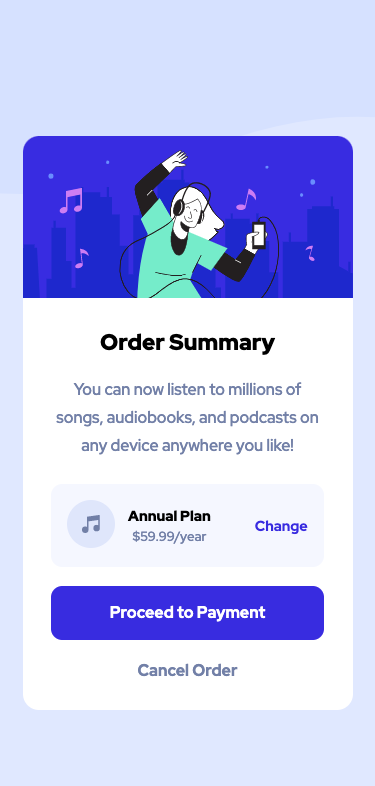 Order Summary
You can now listen to millions of
songs, audiobooks, and podcasts on
any device anywhere you like!
Annual Plan
$59.99/year
Change
Proceed to Payment
Cancel Order